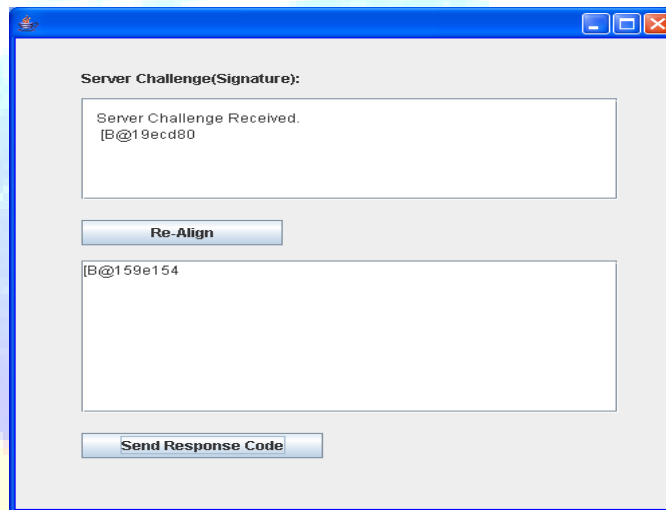 Server Challenge(Signature):
Server Challenge Received.
[B@19ecd80
Re-Align
[B@159e154
Send Response Code